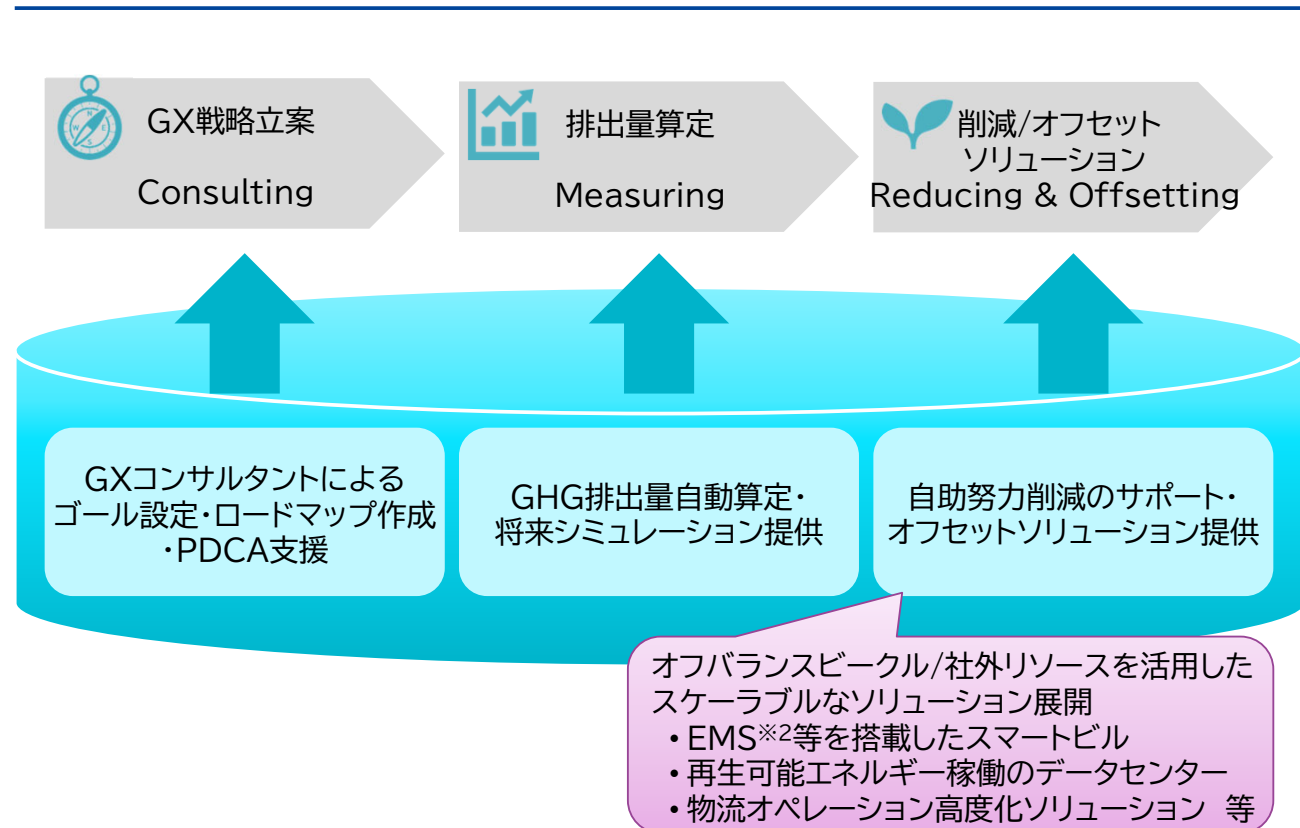 GX戦略立案
Consulting
排出量算定
Measuring
削減/オフセット
ソリューション
Reducing & Offsetting
GXコンサルタントによる
ゴール設定・ロードマップ作成
・PDCA支援
GHG排出量自動算定・
将来シミュレーション提供
自助努力削減のサポート・
オフセットソリューション提供
オフバランスビークル/社外リソースを活用した
スケーラブルなソリューション展開
• EMS※2等を搭載したスマートビル
• 再生可能エネルギー稼働のデータセンター
• 物流オペレーション高度化ソリューション 等